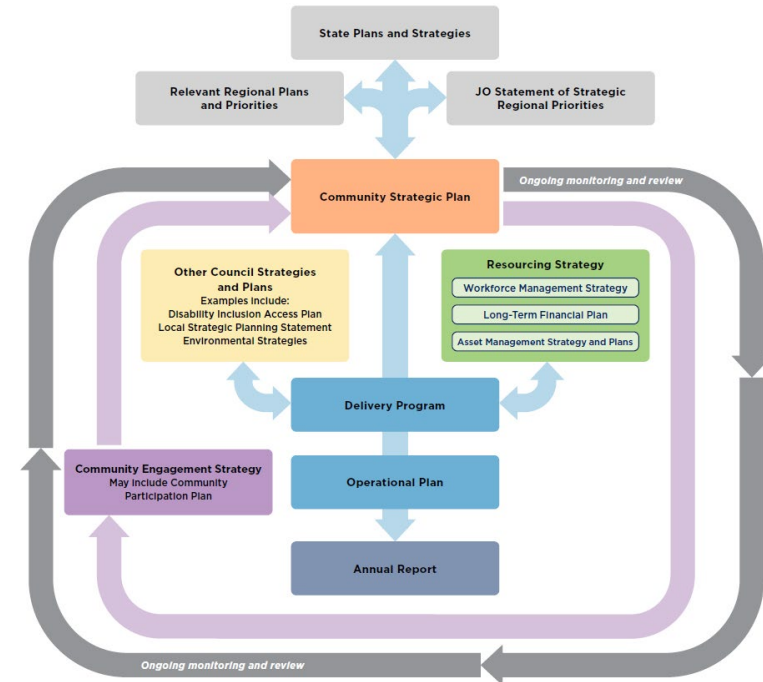 State Plans and Strategies
Relevant Regional Plans
and Priorities
JO Statement of Strategic
Regional Priorities
Community Strategic Plan
Ongoing monitoring and review
Other Council Strategies
and Plans
Examples include:
Disability Inclusion Access Plan
Local Strategic Planning Statement
Environmental Strategies
Resourcing Strategy
Workforce Management Strategy
Long-Term Financial Plan
Asset Management Strategy and Plans
Delivery Program
Community Engagement Strategy
May include Community
Participation Plan
Operational Plan
Annual Report
Ongoing monitoring and review